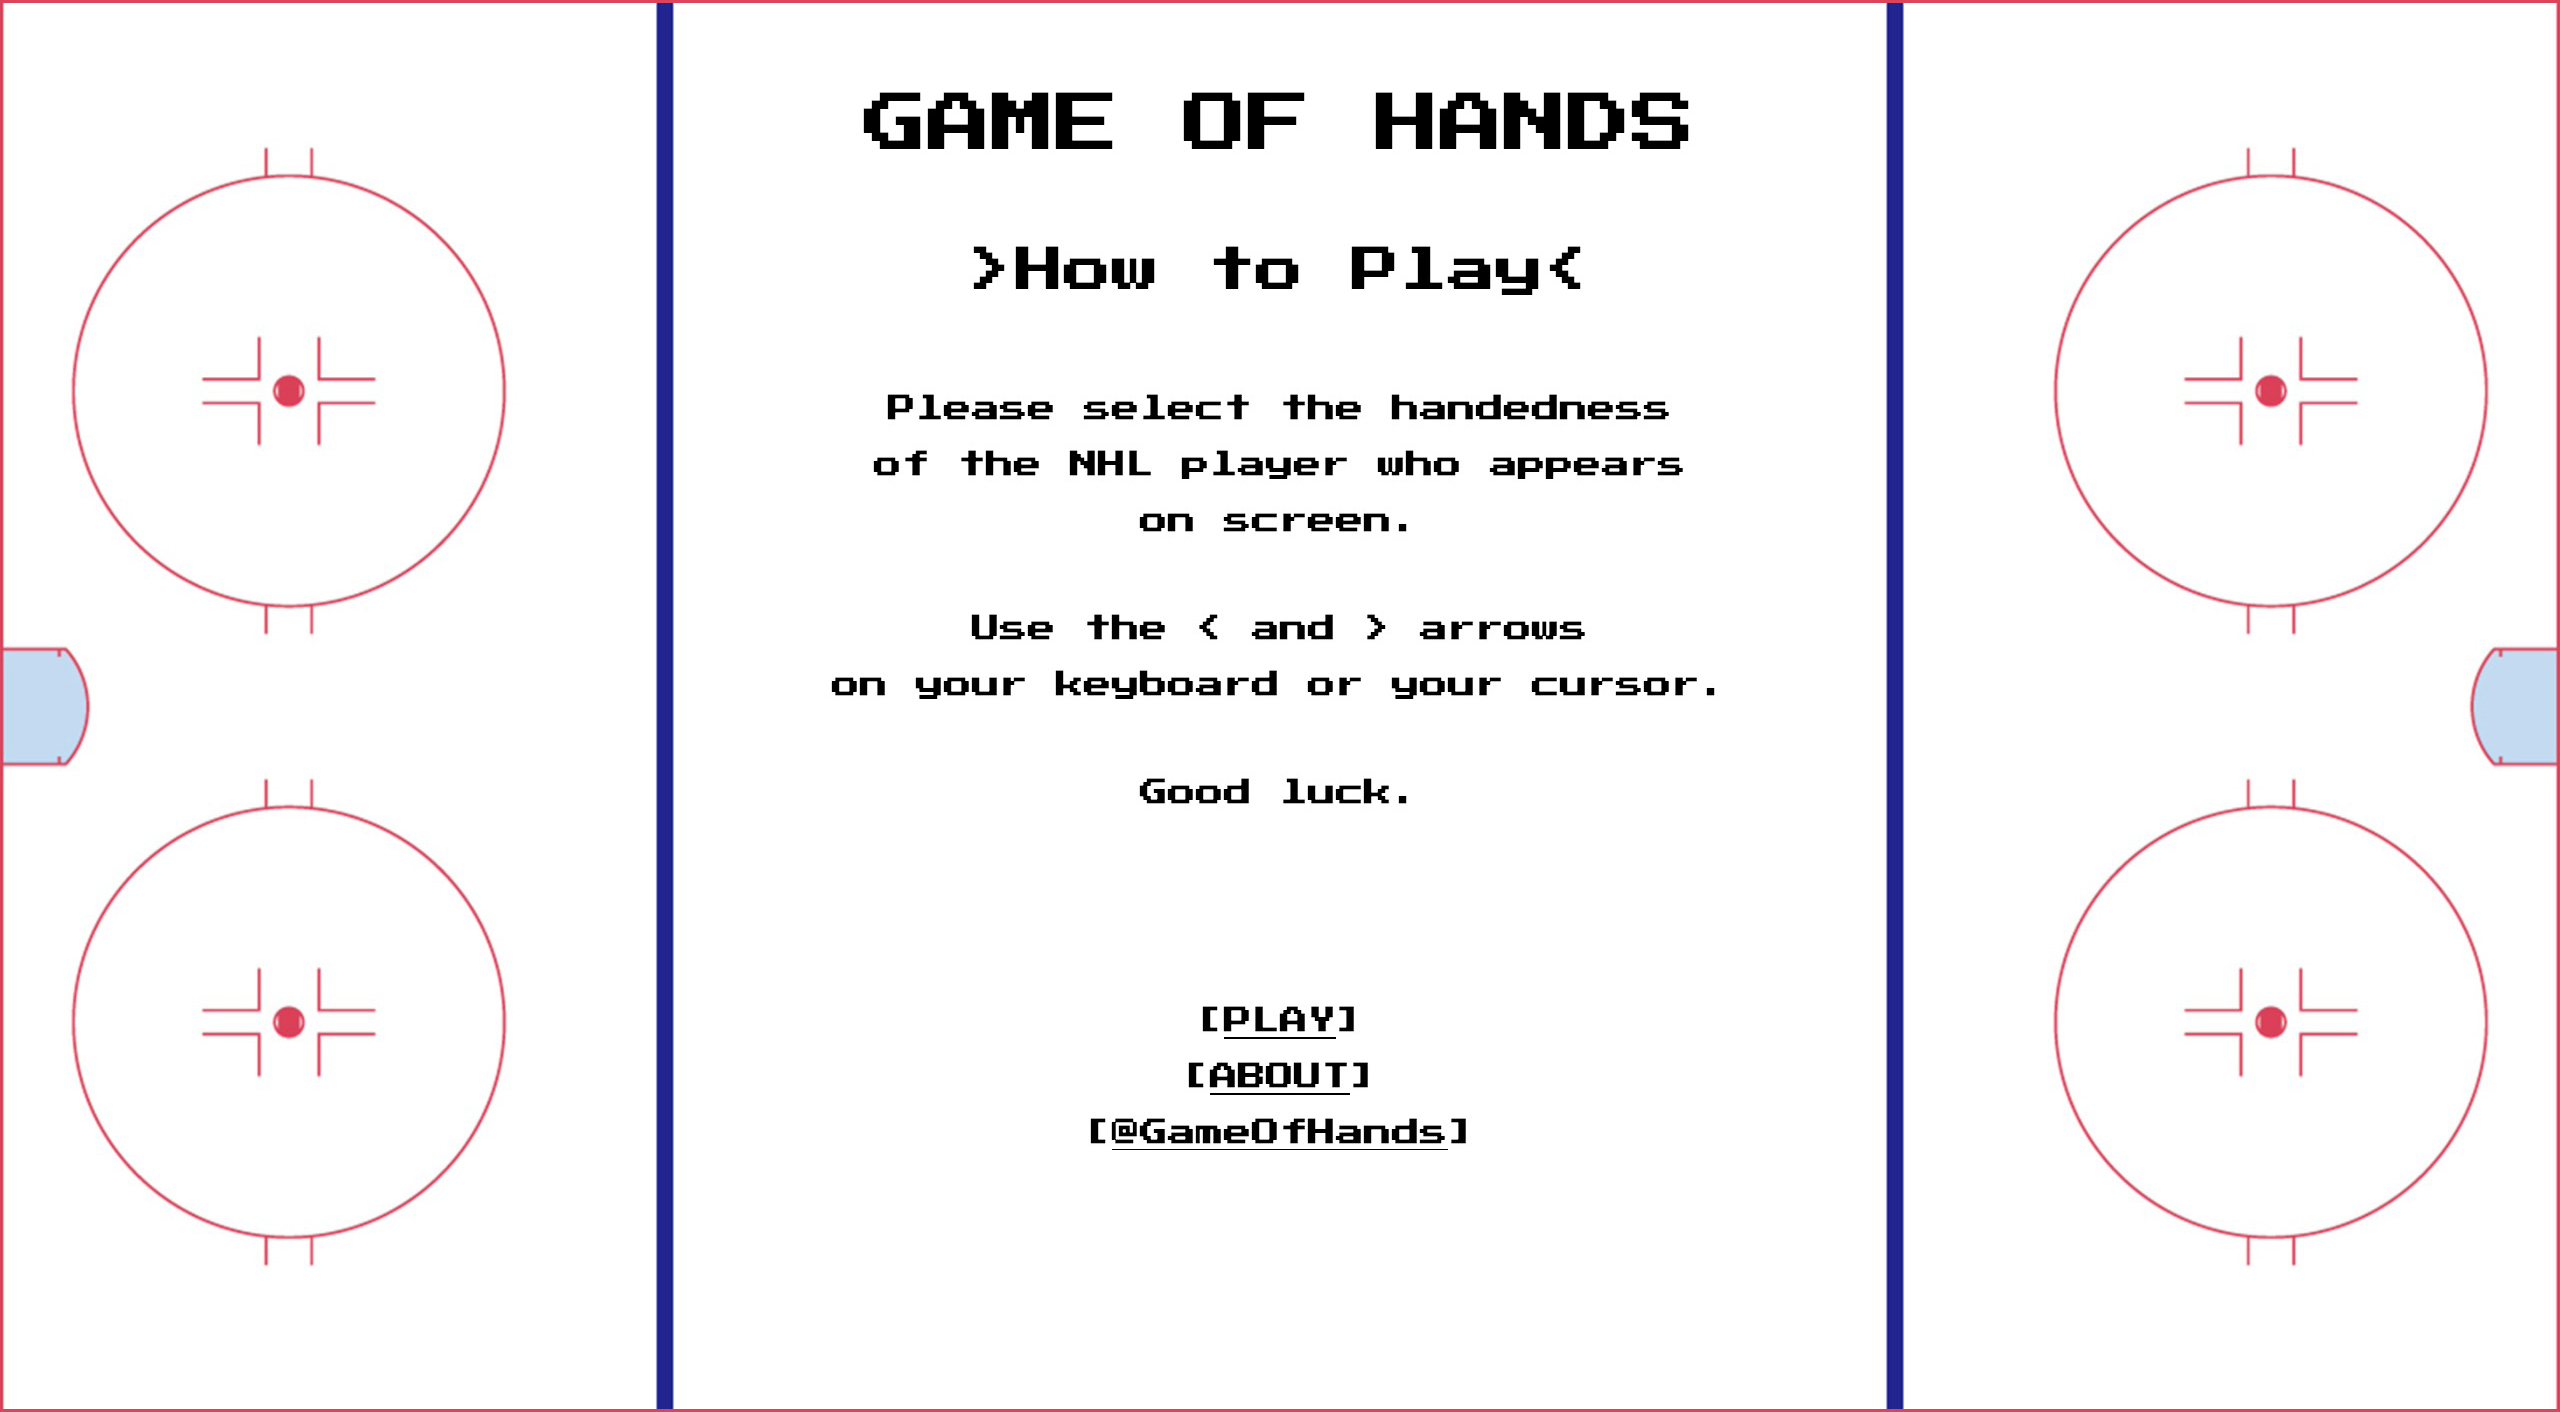 GAME OF HANDS
>How to Play<
Please select the handedness
of the NHL player who appears
on screen.
Use the < and > arrows
on your keyboard or your cursor.
Good luck.
[PLAY]
[ABOUT]
[@GameOfHands]